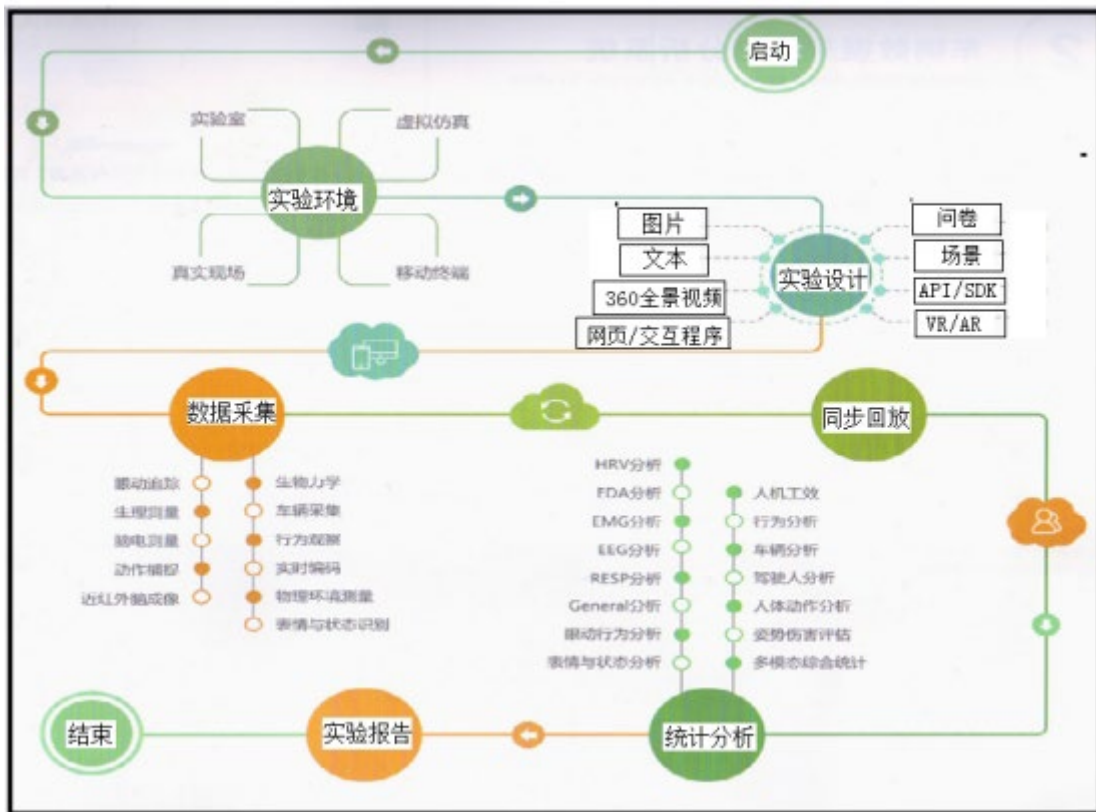 启动
实验室
虚拟仿真
实验环境
真实现场
移动终端
图片
文本
360全景视频
网页/交互程序
实验设计
问卷
场景
API/SDK
VR/AR
数据采集
眼动追踪
生理测量
脑电测量
动作捕捉
近红外脑成像
生物力学
车辆采集
行为观察
实时编码
物理环境测量
表情与状态识别
同步回放
HRV分析
EDA分析
EMG分析
EEG分析
RESP分析
General分析
眼动行为分析
表情与状态分析
人机工效
行为分析
车辆分析
驾驶人分析
人体动作分析
姿势伤害评估
多模态综合统计
统计分析
实验报告
结束